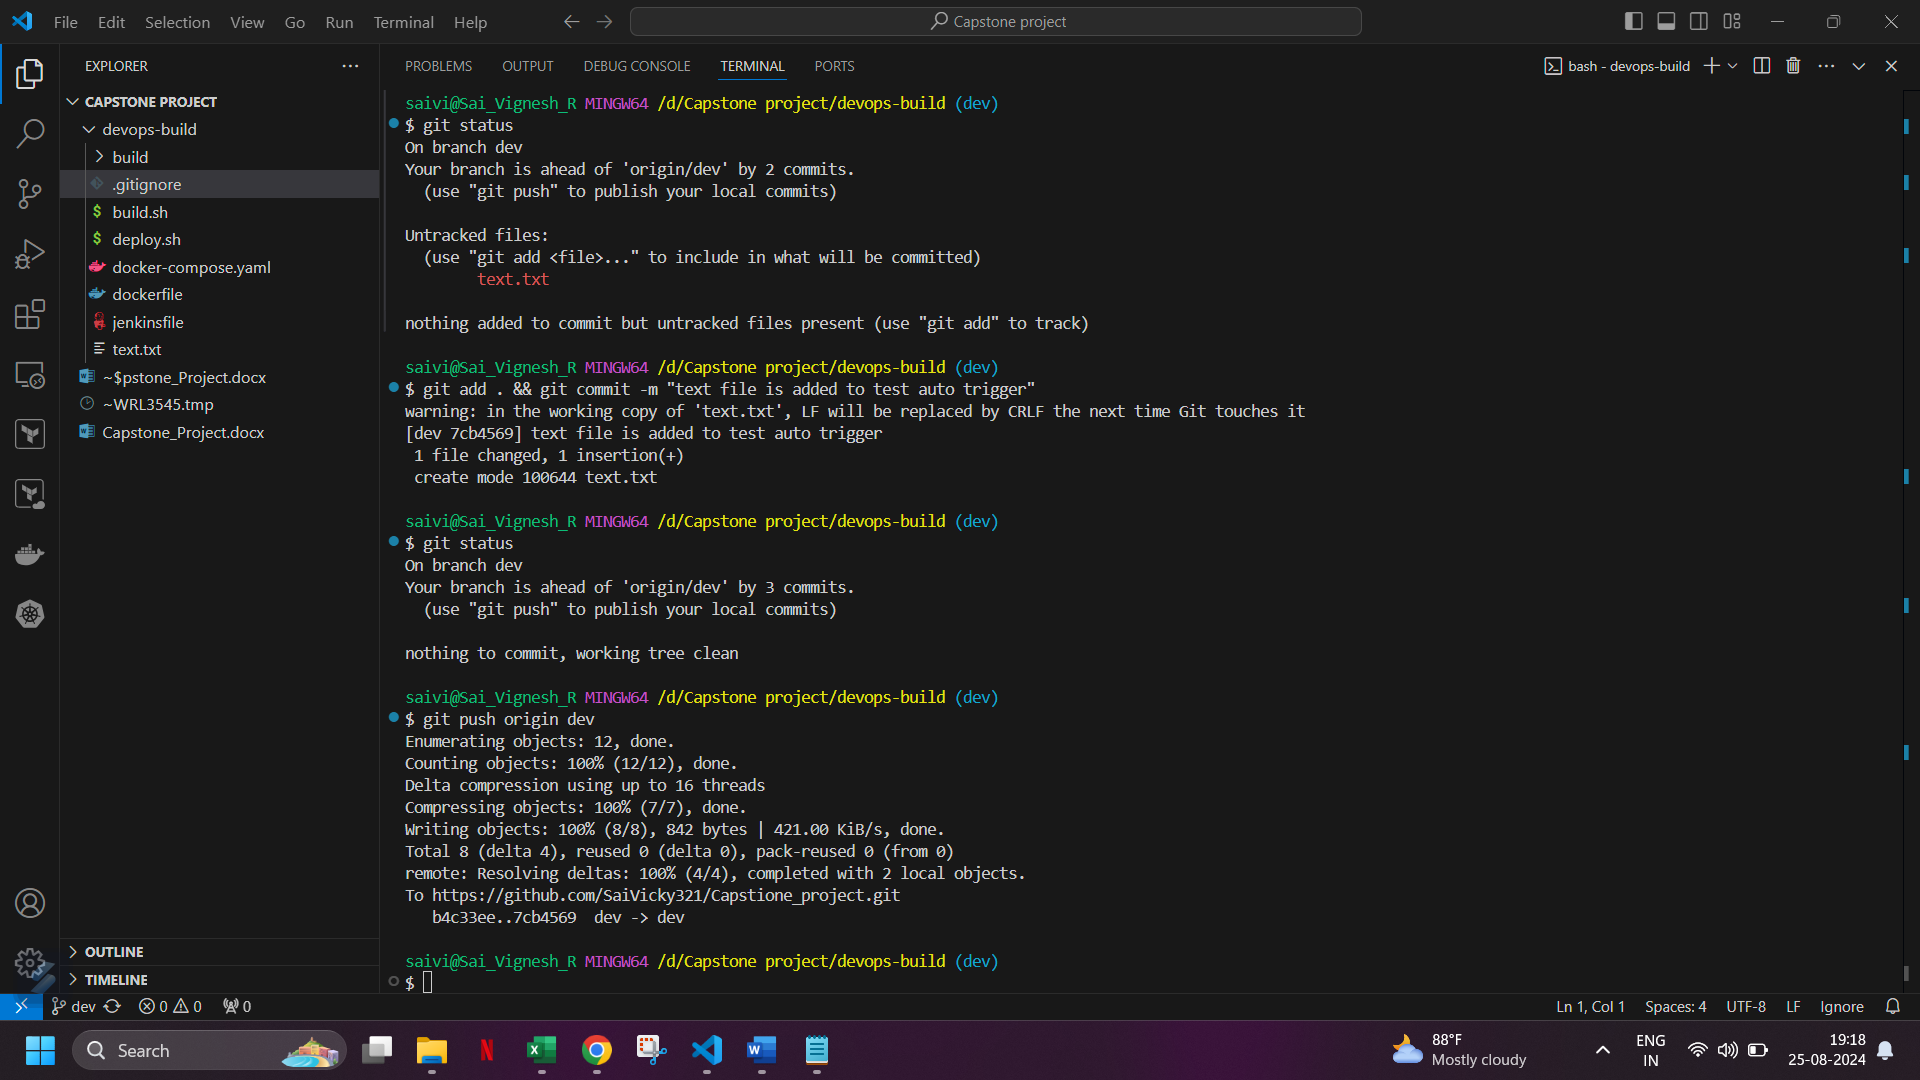 File Edit Selection View Go Run Terminal Help
Capstone project
EXPLORER
CAPSTONE PROJECT
devops-build
build
.gitignore
build.sh
deploy.sh
docker-compose.yaml
dockerfile
jenkinsfile
text.txt
~$pstone_Project.docx
~WRL3545.tmp
Capstone_Project.docx
OUTLINE
TIMELINE
PROBLEMS OUTPUT DEBUG CONSOLE TERMINAL PORTS
bash - devops-build
saivi@Sai_Vignesh_R MINGW64 /d/Capstone project/devops-build (dev)
$ git status
On branch dev
Your branch is ahead of 'origin/dev' by 2 commits.
(use "git push" to publish your local commits)
Untracked files:
(use "git add <file>..." to include in what will be committed)
text.txt
nothing added to commit but untracked files present (use "git add" to track)
saivi@Sai_Vignesh_R MINGW64 /d/Capstone project/devops-build (dev)
$ git add . && git commit -m "text file is added to test auto trigger"
warning: in the working copy of 'text.txt', LF will be replaced by CRLF the next time Git touches it
[dev 7cb4569] text file is added to test auto trigger
1 file changed, 1 insertion(+)
create mode 100644 text.txt
saivi@Sai_Vignesh_R MINGW64 /d/Capstone project/devops-build (dev)
$ git status
On branch dev
Your branch is ahead of 'origin/dev' by 3 commits.
(use "git push" to publish your local commits)
nothing to commit, working tree clean
saivi@Sai_Vignesh_R MINGW64 /d/Capstone project/devops-build (dev)
$ git push origin dev
Enumerating objects: 12, done.
Counting objects: 100% (12/12), done.
Delta compression using up to 16 threads
Compressing objects: 100% (7/7), done.
Writing objects: 100% (8/8), 842 bytes | 421.00 KiB/s, done.
Total 8 (delta 4), reused 0 (delta 0), pack-reused 0 (from 0)
remote: Resolving deltas: 100% (4/4), completed with 2 local objects.
To https://github.com/SaiVicky321/Capstione_project.git
b4c33ee..7cb4569  dev -> dev
saivi@Sai_Vignesh_R MINGW64 /d/Capstone project/devops-build (dev)
$
dev 0 0 0
Ln 1, Col 1 Spaces: 4 UTF-8 LF Ignore
Search
88°F
Mostly cloudy
ENG
IN
19:18
25-08-2024